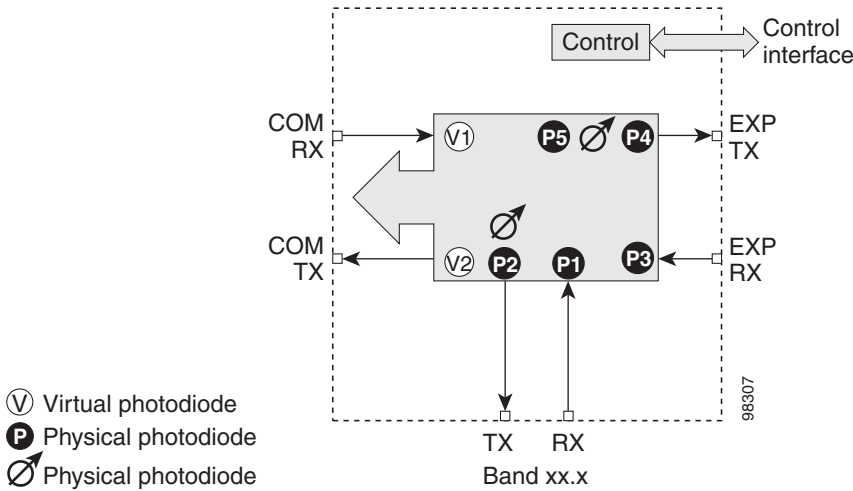 Control
Control
interface
COM
RX
V1
P5
P4
EXP
TX
COM
TX
V2
P2
P1
P3
EXP
RX
V Virtual photodiode
P Physical photodiode
Physical photodiode
TX
RX
Band xx.x
98307